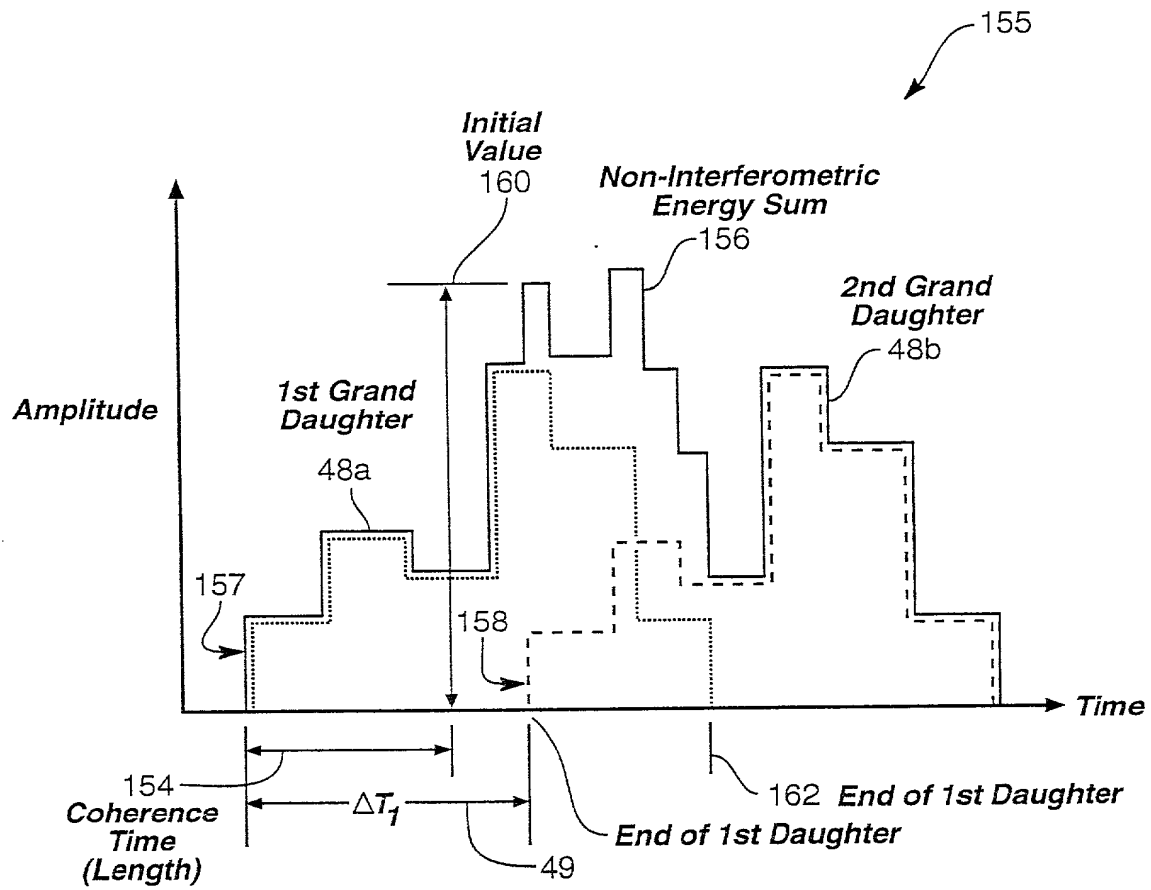 155
Initial
Value
160
Non-Interferometric
Energy Sum
156
2nd Grand
Daughter
48b
1st Grand
Daughter
Amplitude
48a
157
158
Time
154
Coherence
Time
(Length)
ΔT1
49
162 End of 1st Daughter
End of 1st Daughter